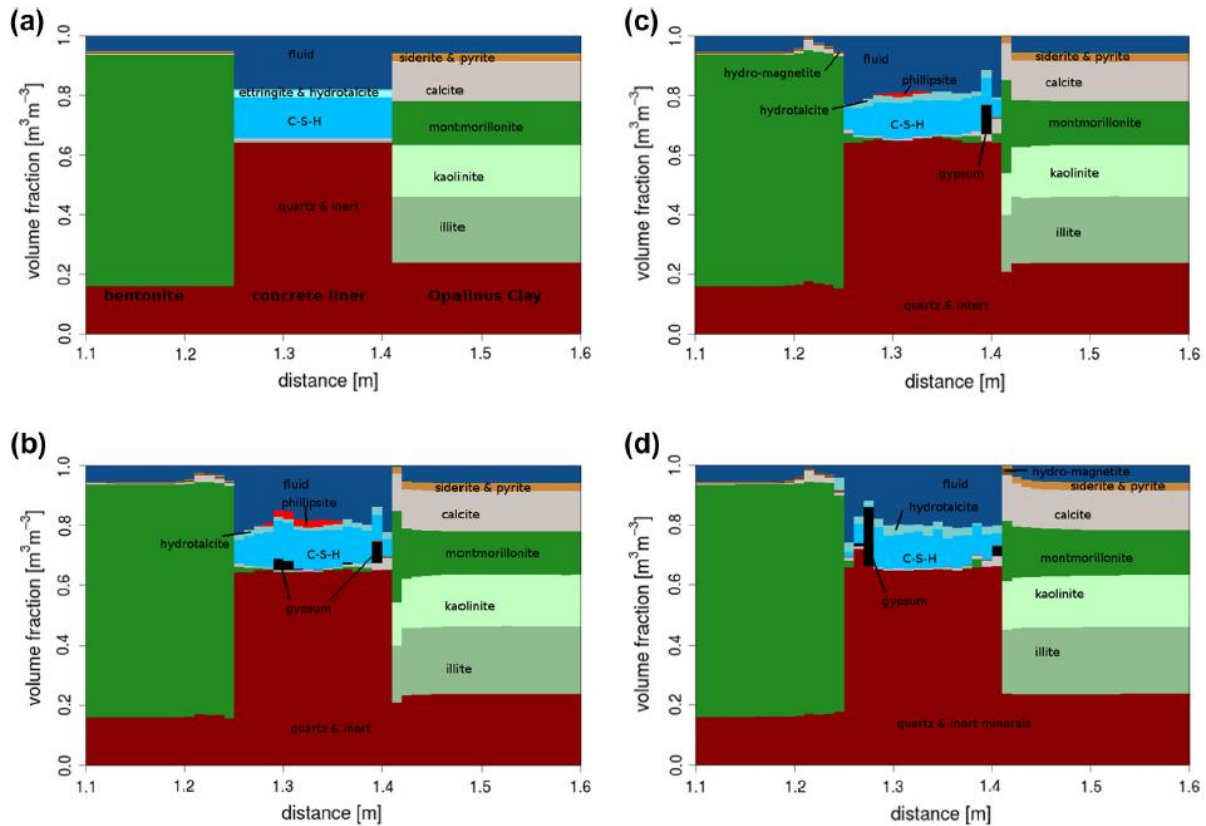 (a)
volume fraction [m³m⁻³]
0.0 0.2 0.4 0.6 0.8 1.0
fluid
ettringite & hydrotalcite
C-S-H
quartz & inert
siderite & pyrite
calcite
montmorillonite
kaolinite
illite
bentonite concrete liner Opalinus Clay
1.1 1.2 1.3 1.4 1.5 1.6
distance [m]
(c)
volume fraction [m³m⁻³]
0.0 0.2 0.4 0.6 0.8 1.0
hydro-magnetite
fluid
phillipsite
hydrotalcite
C-S-H
gypsum
siderite & pyrite
calcite
montmorillonite
kaolinite
illite
quartz & intert
1.1 1.2 1.3 1.4 1.5 1.6
distance [m]
(b)
volume fraction [m³m⁻³]
0.0 0.2 0.4 0.6 0.8 1.0
fluid
phillipsite
hydrotalcite
C-S-H
gypsum
siderite & pyrite
calcite
montmorillonite
kaolinite
illite
quartz & inert
1.1 1.2 1.3 1.4 1.5 1.6
distance [m]
(d)
volume fraction [m³m⁻³]
0.0 0.2 0.4 0.6 0.8 1.0
fluid
hydrotalcite
C-S-H
gypsum
hydro-magnetite
siderite & pyrite
calcite
montmorillonite
kaolinite
illite
quartz & inert minerals
1.1 1.2 1.3 1.4 1.5 1.6
distance [m]